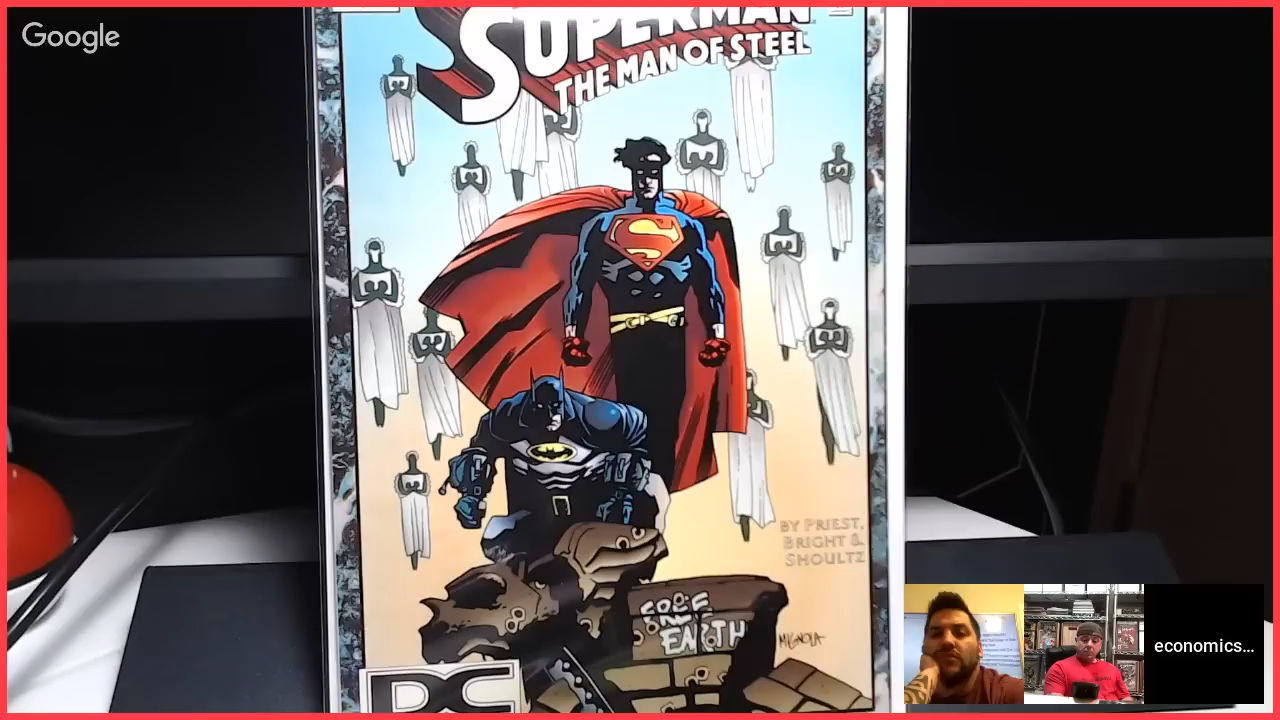 Google
SUPERMAN
THE MAN OF STEEL
BY PRIEST,
BRIGHT &
SHOULTZ
FREE
EARTH
MIGNOLA
DC
economics...